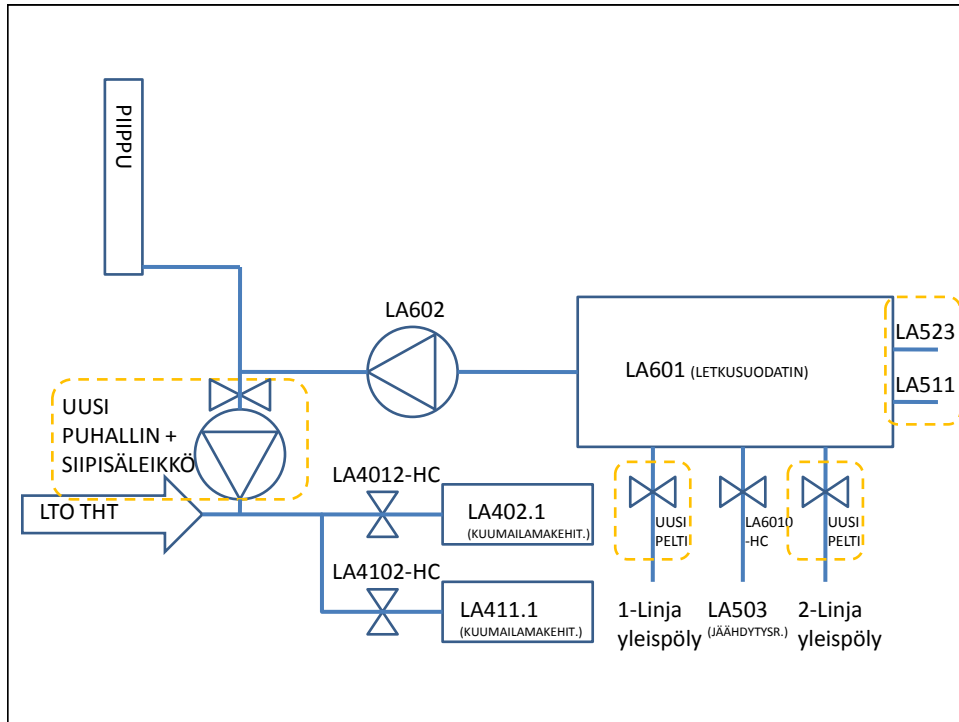 PIIPPU
LA602
LA523
LA601 (LETKUSUODATIN)
LA511
UUSI
PUHALLIN +
SIIPISÄLEIKKÖ
LA4012-HC
LTO THT
LA402.1
(KUUMAILAMAKEHIT.)
UUSI
PELTI
LA6010
-HC
UUSI
PELTI
LA4102-HC
LA411.1
(KUUMAILAMAKEHIT.)
1-Linja
yleispöly
LA503
(JÄÄHDYTYSR.)
2-Linja
yleispöly